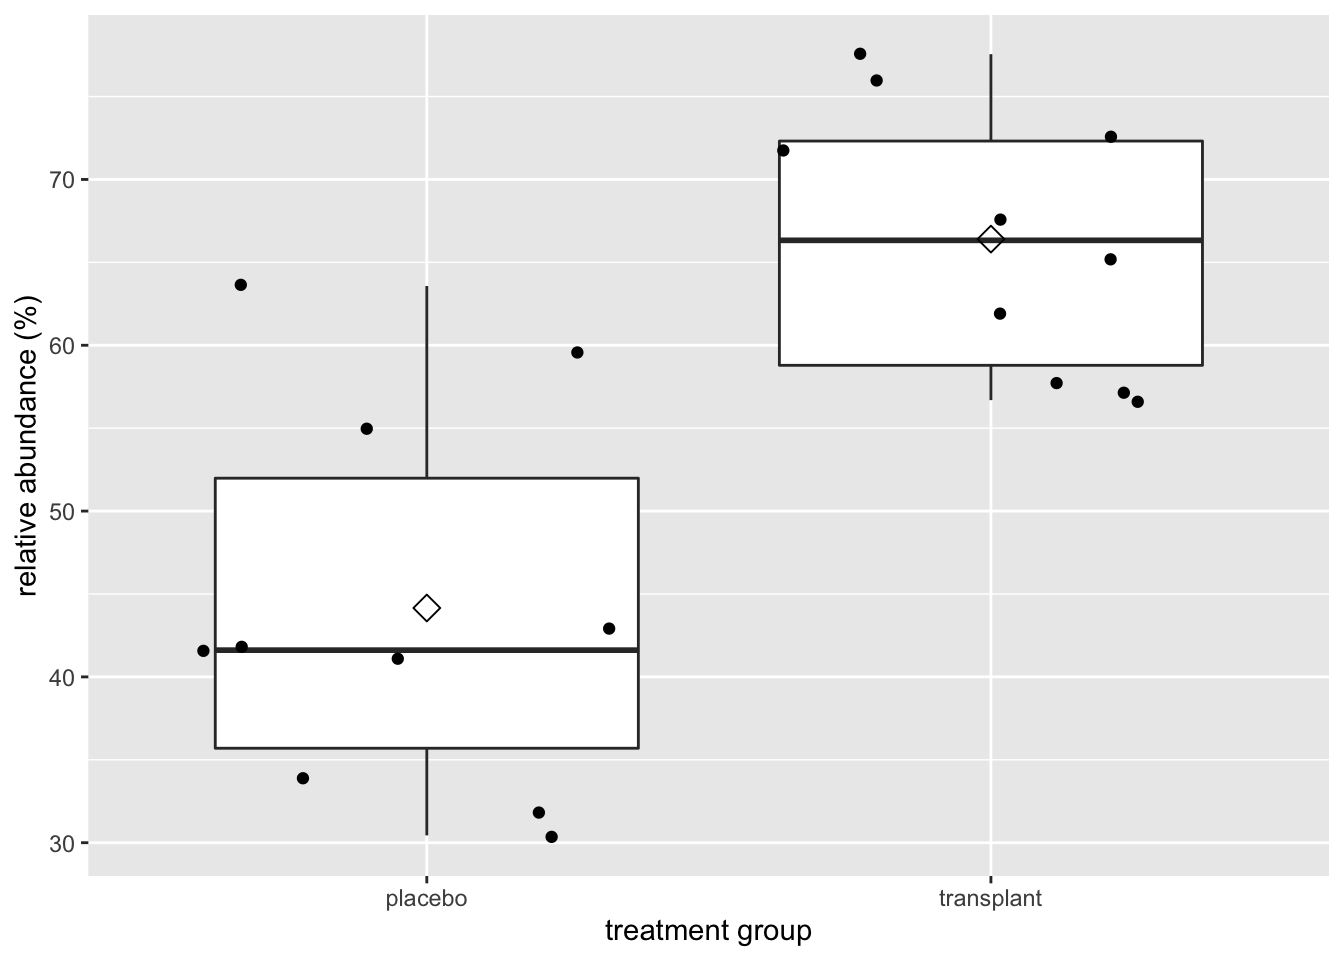 relative abundance (%)
70
60
50
40
30
placebo
transplant
treatment group